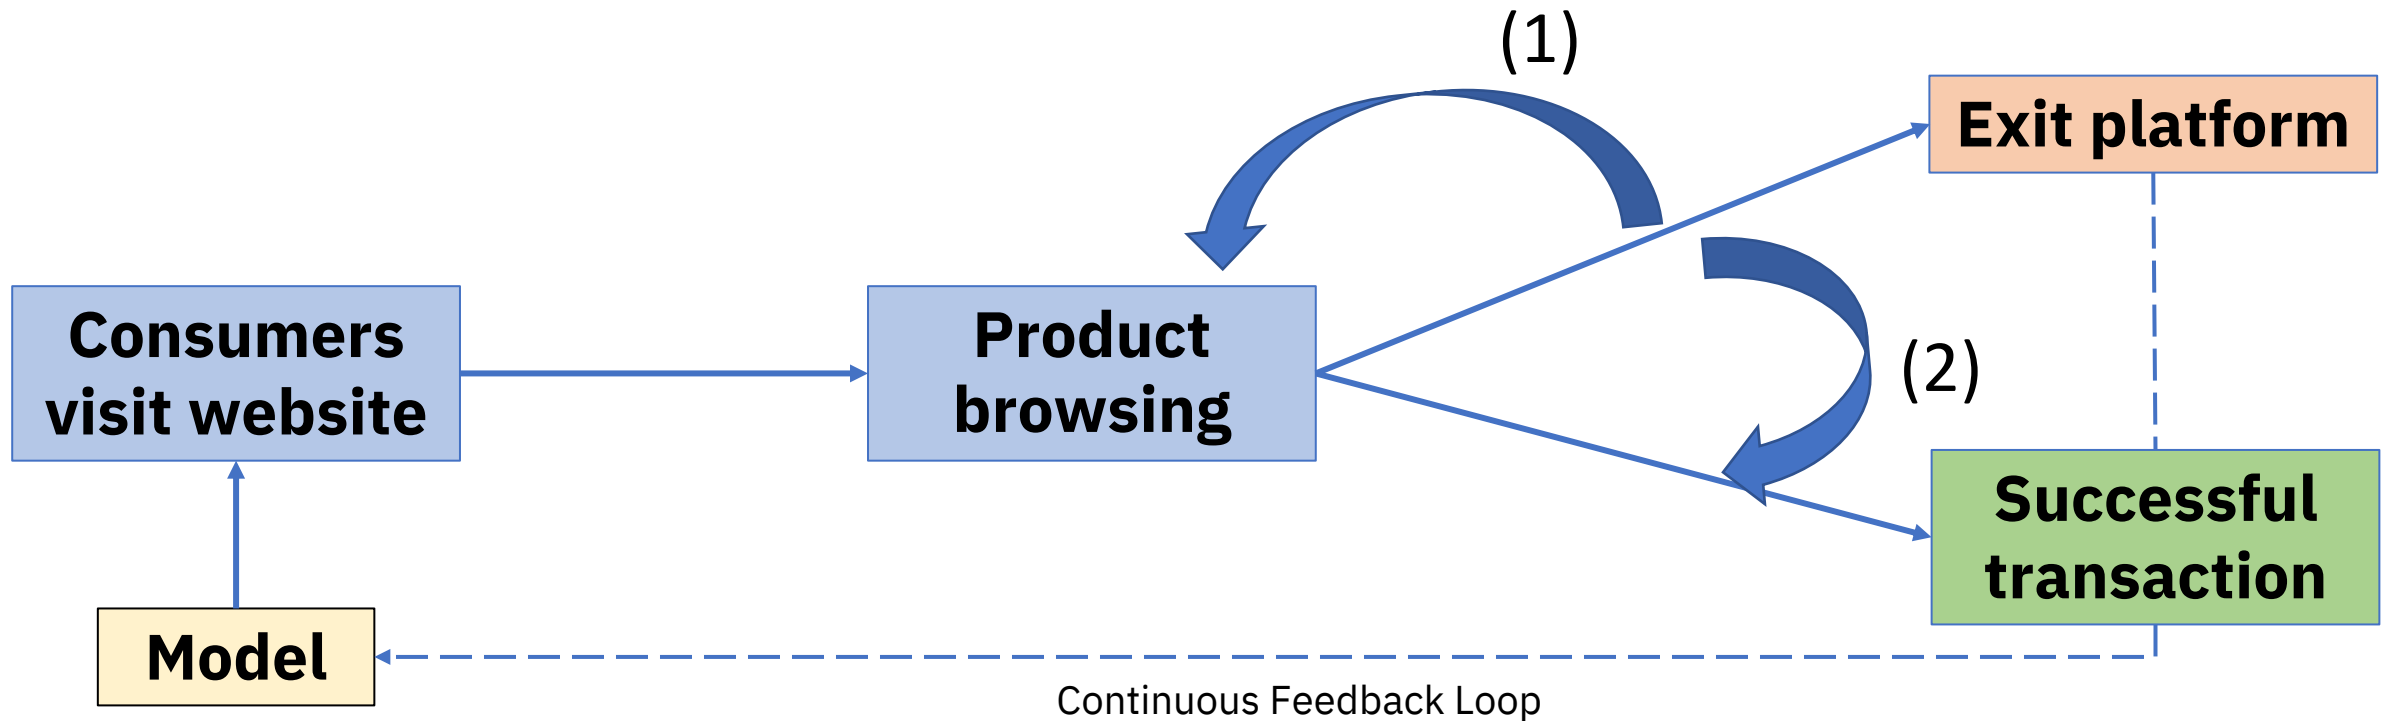 (1)
Exit platform
Consumers
visit website
Product
browsing
(2)
Successful
transaction
Model
Continuous Feedback Loop